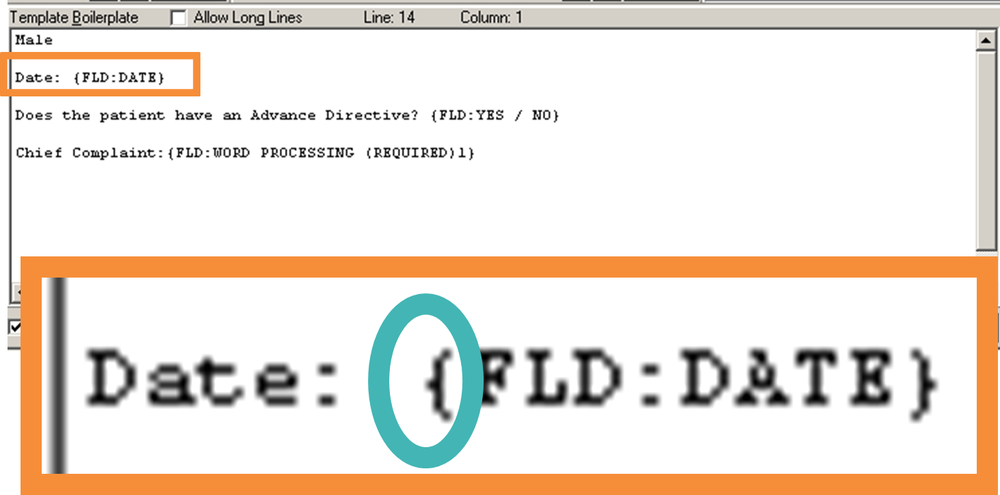 Template Boilerplate Allow Long Lines Line: 14 Column: 1
Male
Date: {FLD:DATE}
Does the patient have an Advance Directive? {FLD:YES / NO}
Chief Complaint:{FLD:WORD PROCESSING (REQUIRED)1}
Date: {FLD:DATE}